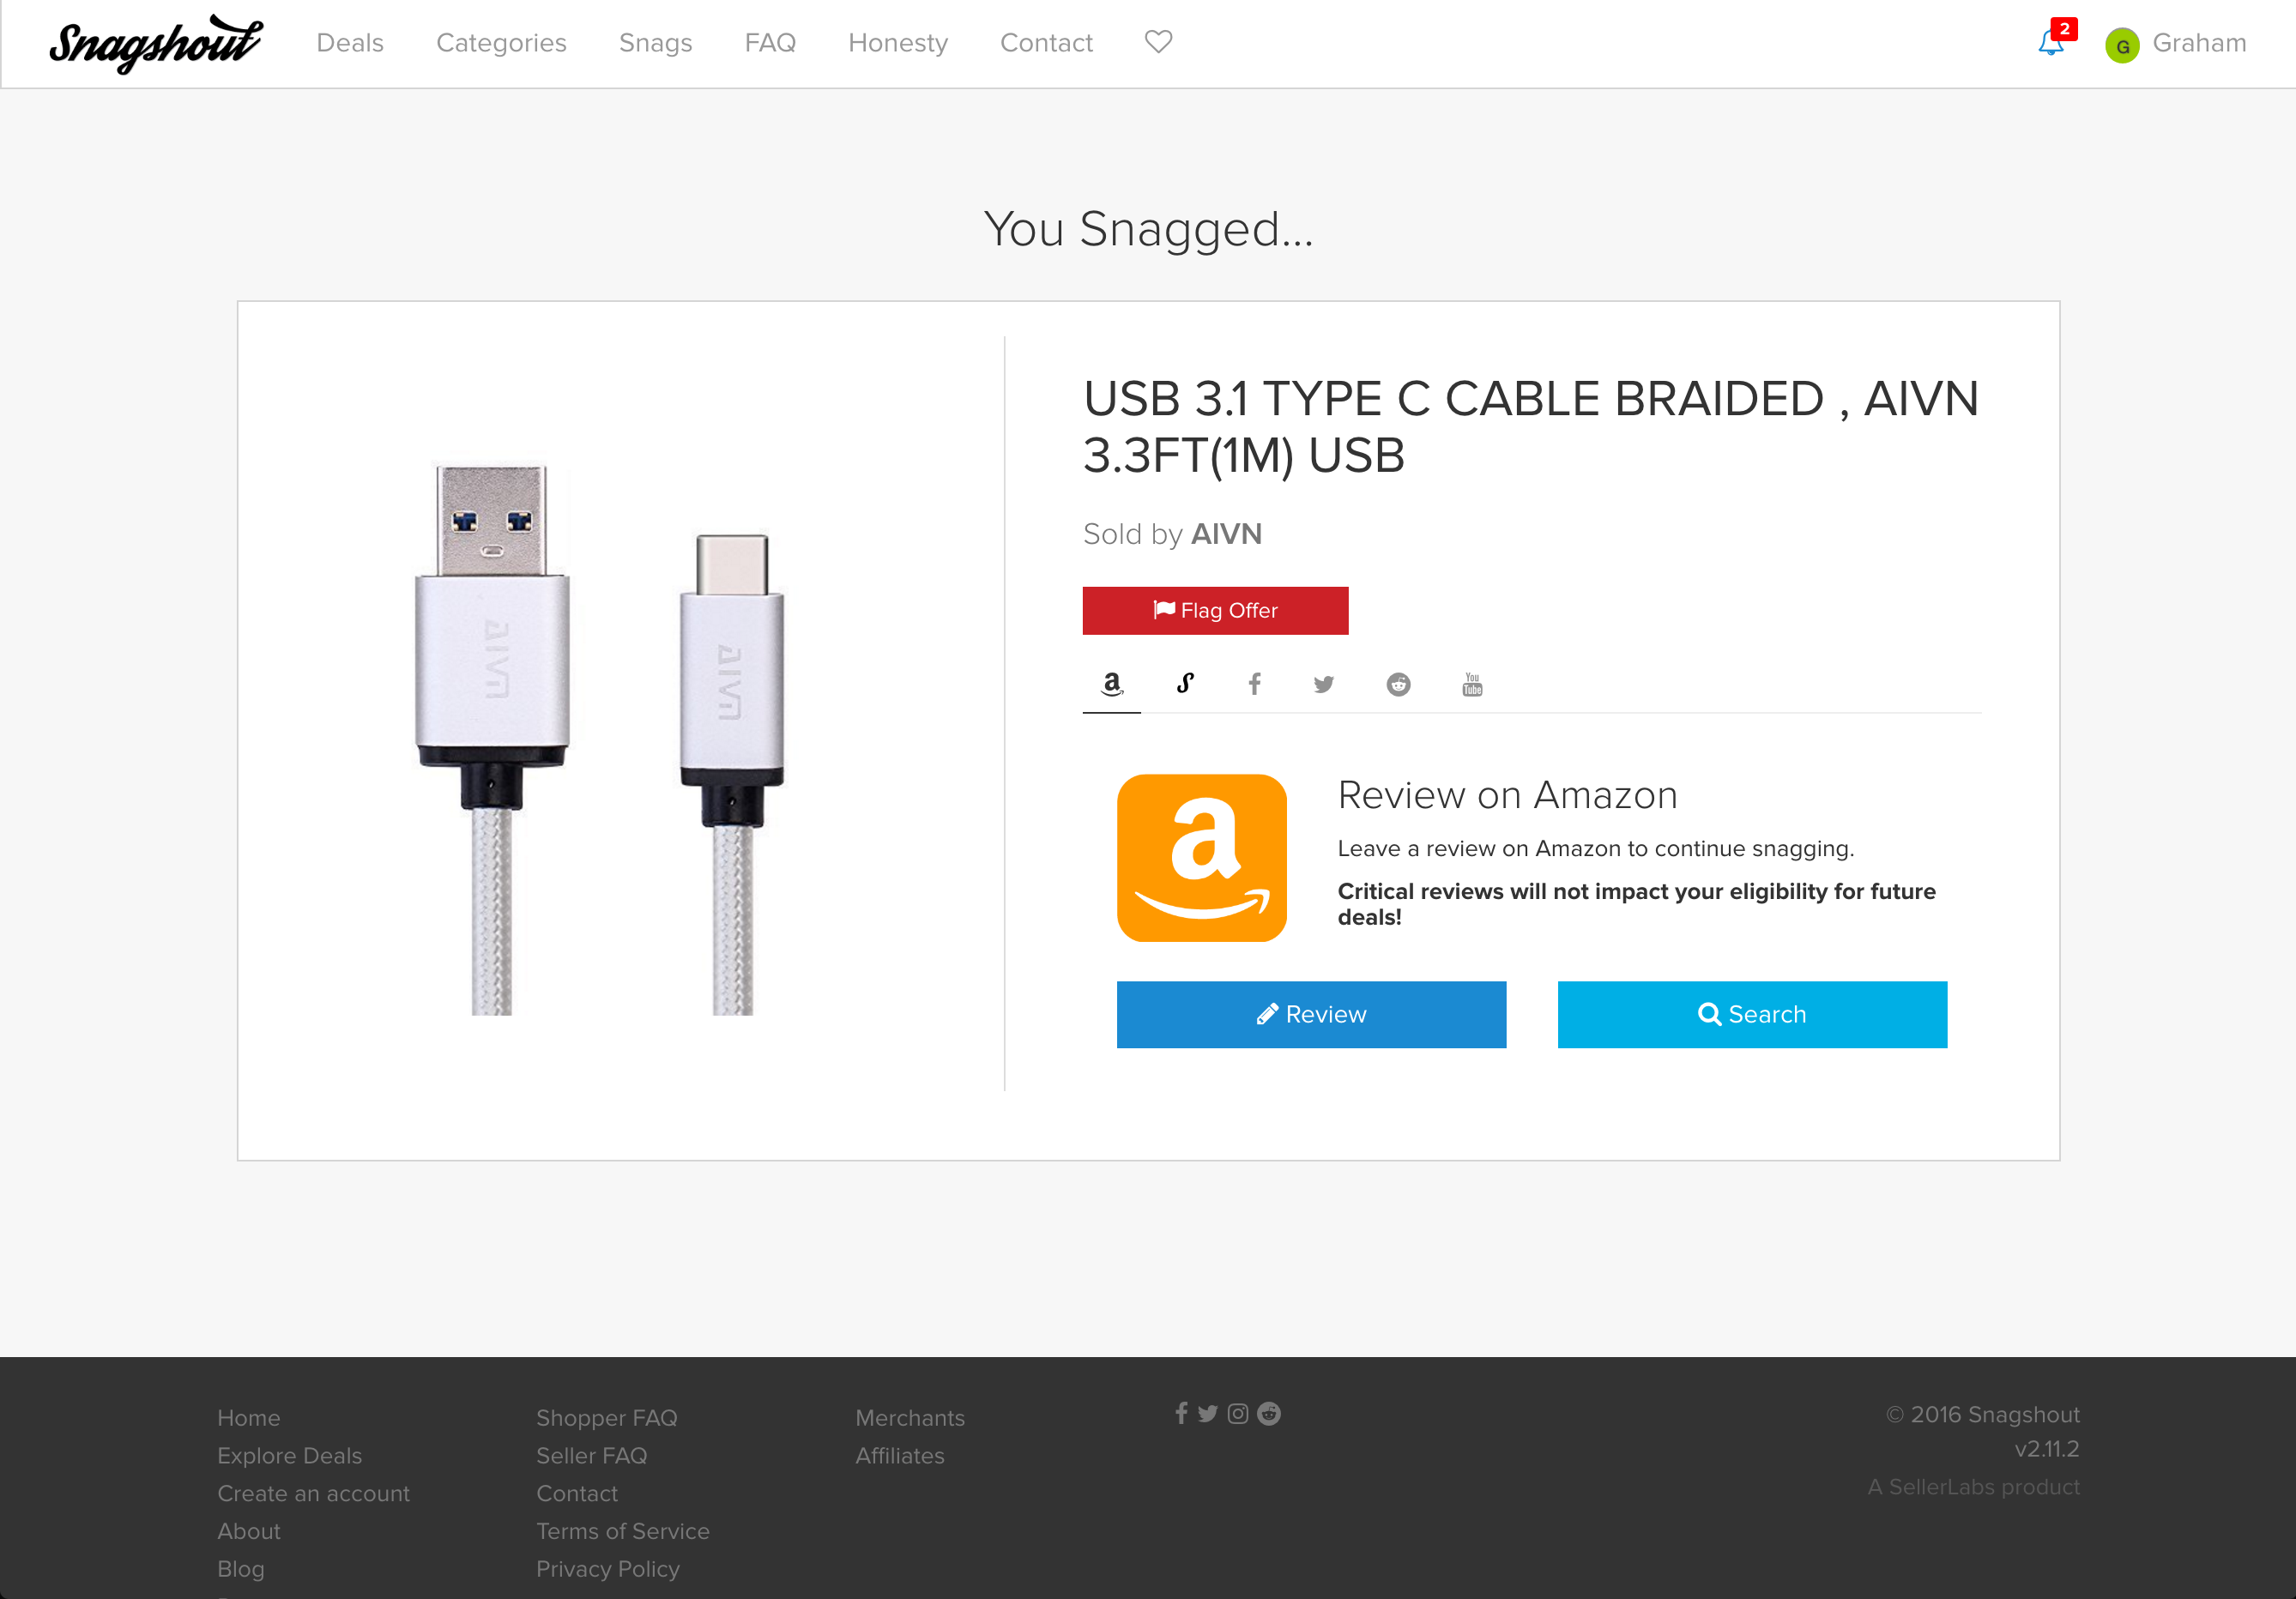 Snagshout Deals Categories Snags FAQ Honesty Contact 2 G Graham
You Snagged...
USB 3.1 TYPE C CABLE BRAIDED , AIVN
3.3FT(1M) USB
Sold by AIVN
Flag Offer
a S f You Tube
AIVN
AIVN
a
Review on Amazon
Leave a review on Amazon to continue snagging.
Critical reviews will not impact your eligibility for future
deals!
Review
Search
Home
Explore Deals
Create an account
About
Blog
Shopper FAQ
Seller FAQ
Contact
Terms of Service
Privacy Policy
Merchants
Affiliates
f
© 2016 Snagshout
v2.11.2
A SellerLabs product